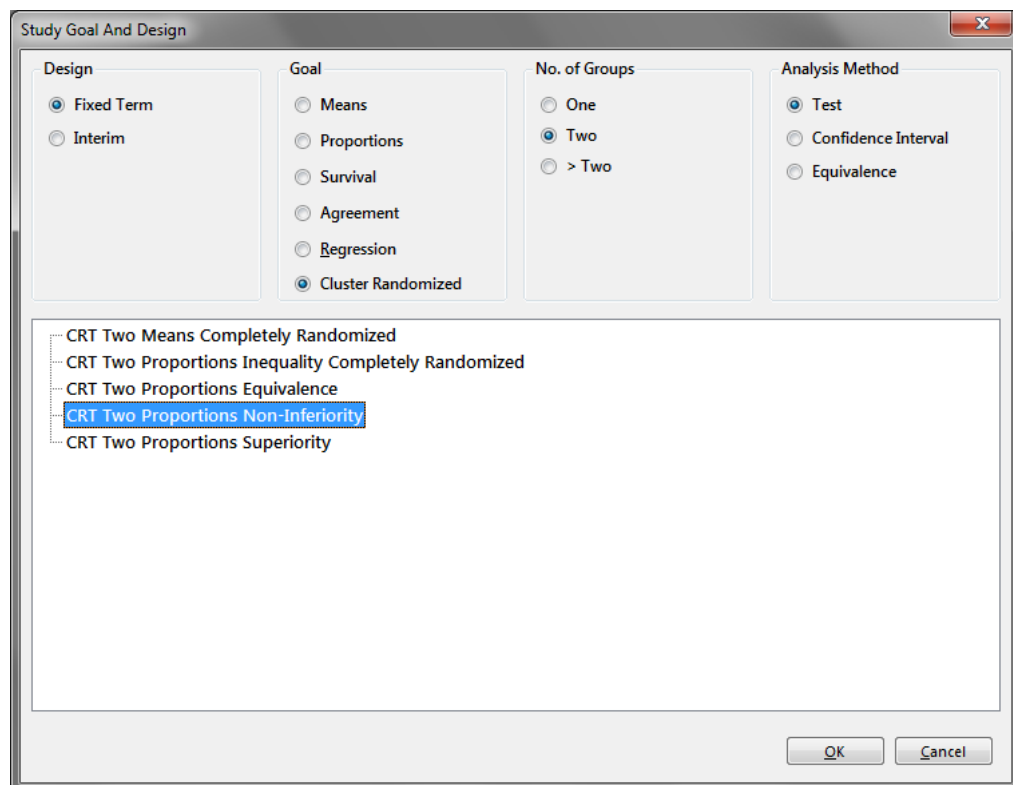 Study Goal And Design
Design
Fixed Term
Interim
Goal
Means
Proportions
Survival
Agreement
Regression
Cluster Randomized
No. of Groups
One
Two
> Two
Analysis Method
Test
Confidence Interval
Equivalence
CRT Two Means Completely Randomized
CRT Two Proportions Inequality Completely Randomized
CRT Two Proportions Equivalence
CRT Two Proportions Non-Inferiority
CRT Two Proportions Superiority
OK
Cancel